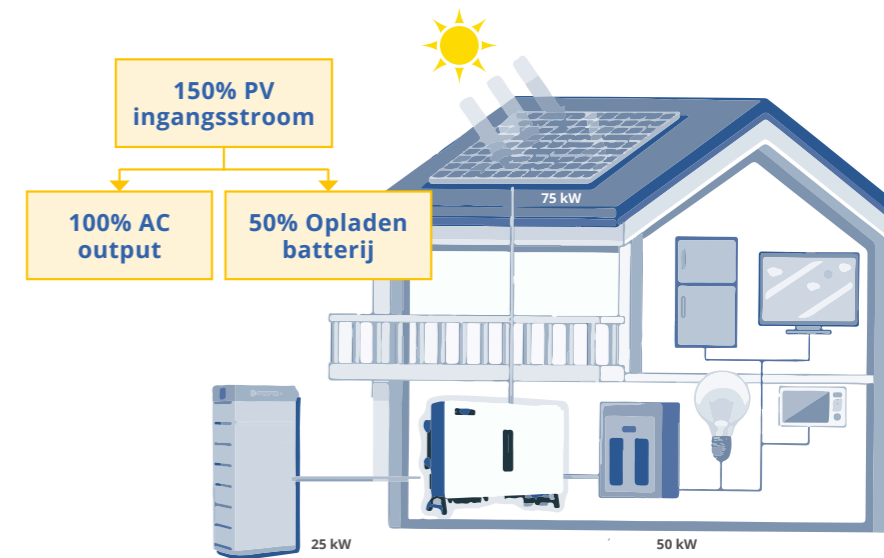 150% PV
ingangsstroom
100% AC
output
50% Opladen
batterij
75 kW
25 kW
50 kW